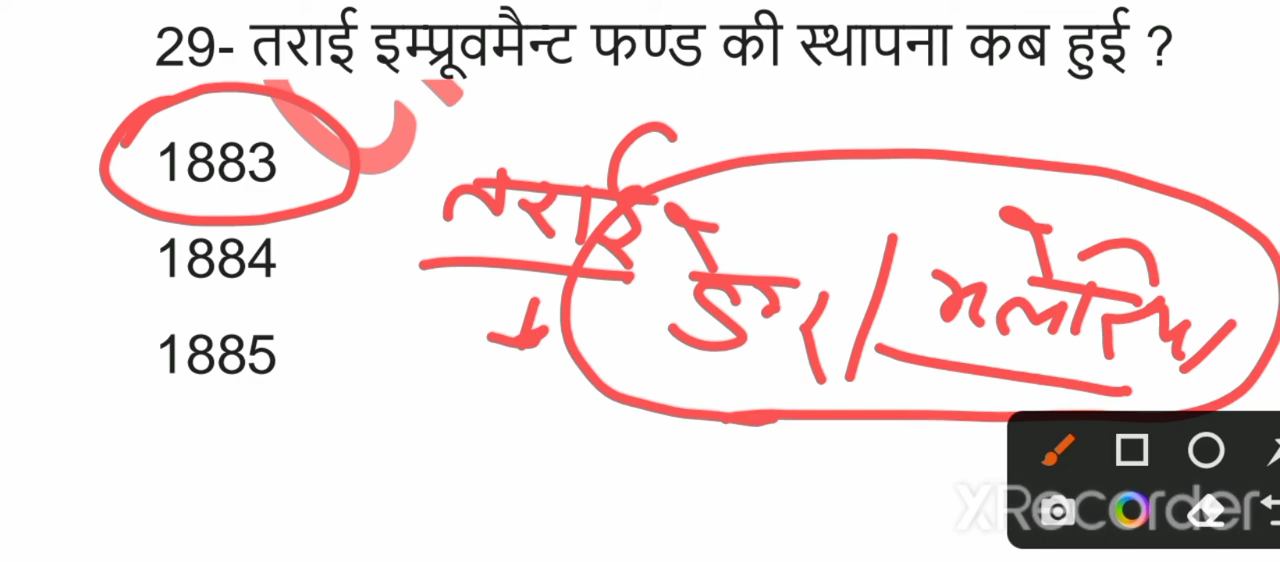 29- तराई इम्प्रूवमैन्ट फण्ड की स्थापना कब हुई ?
1883
तराई
1884
मलेरिया
1885
XRecorder